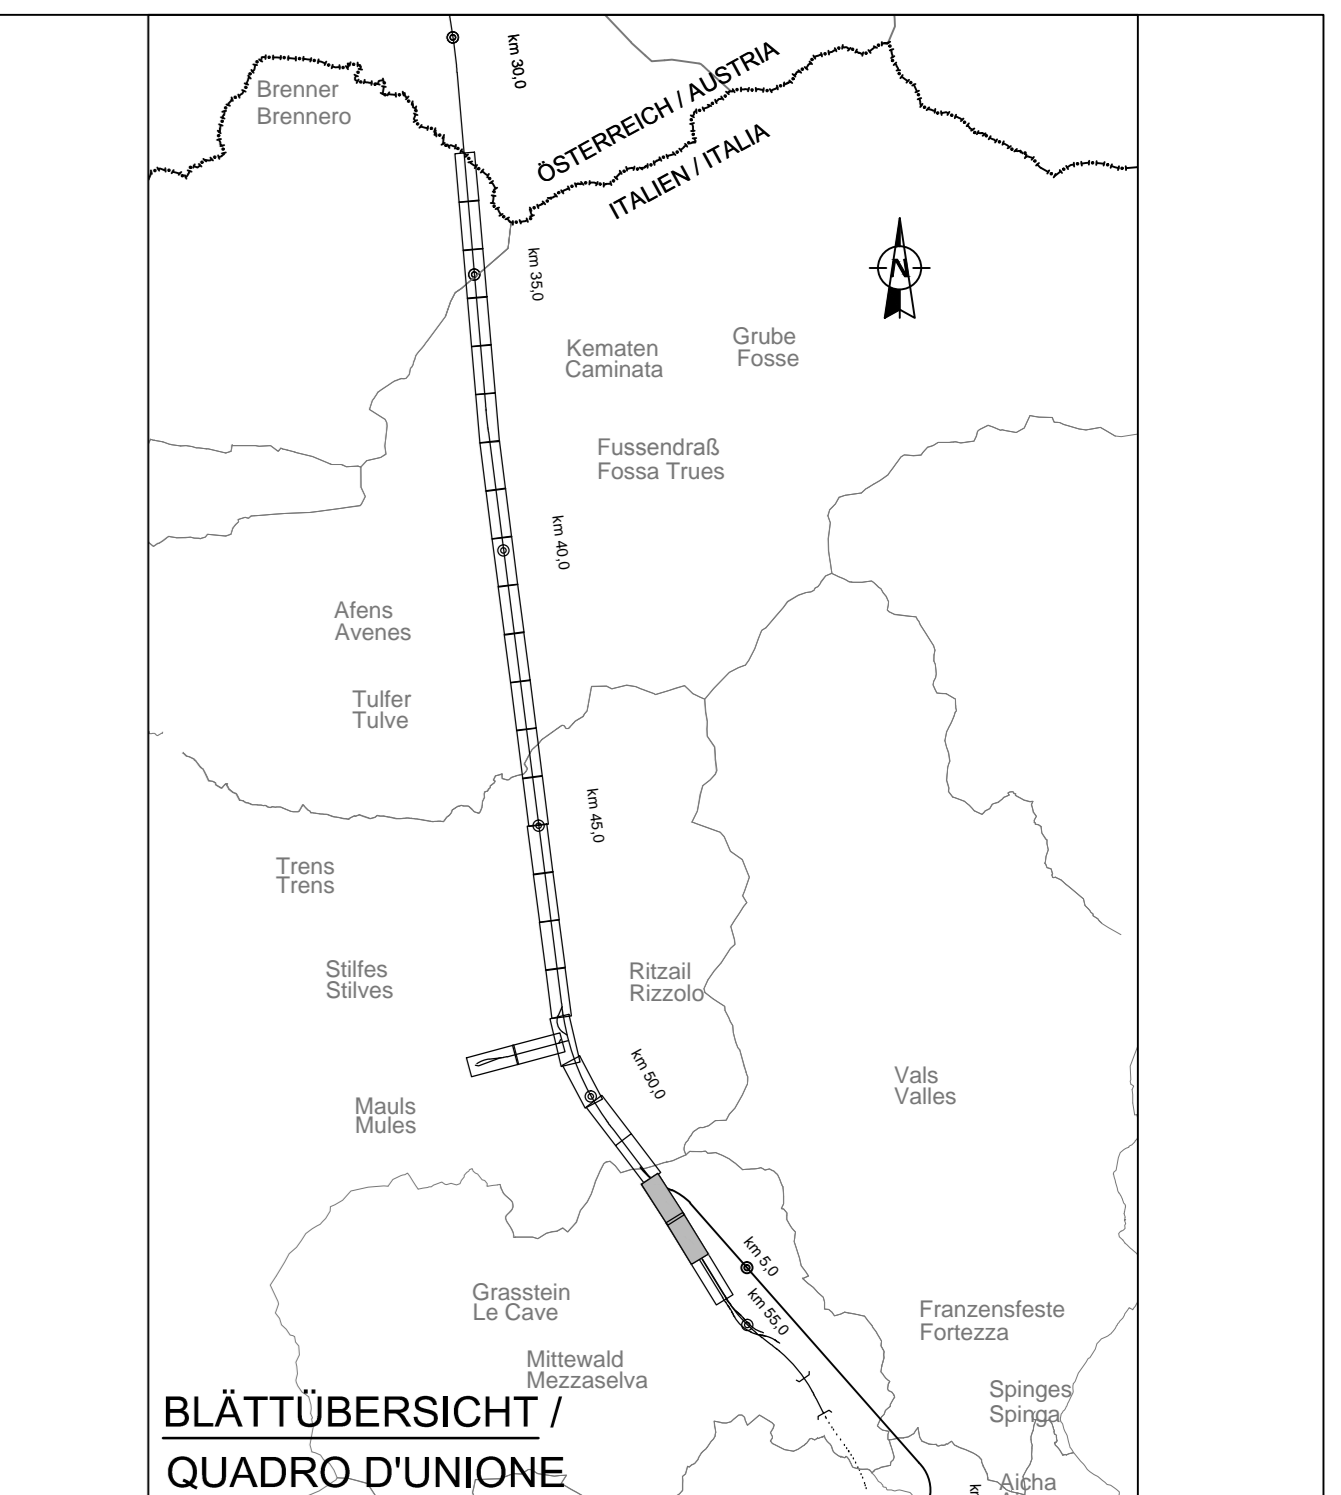 km 30,0
Brenner
Brennero
ÖSTERREICH / AUSTRIA
ITALIEN / ITALIA
N
km 35,0
Kematen
Caminata
Grube
Fosse
Fussendraß
Fossa Trues
km 40,0
Afens
Avenes
Tulfer
Tulve
km 45,0
Trens
Trens
Stilfes
Stilves
Ritzail
Rizzolo
km 50,0
Vals
Valles
Mauls
Mules
km 5,0
km 55,0
Grasstein
Le Cave
Franzensfeste
Fortezza
Mittewald
Mezzaselva
Spinges
Spinga
BLÄTTÜBERSICHT /
QUADRO D'UNIONE
Aicha